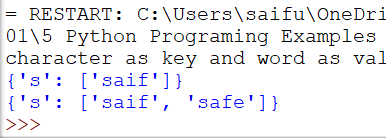 = RESTART: C:\Users\saifu\OneDri
01\5 Python Programing Examples
character as key and word as val
{'s': ['saif']}
{'s': ['saif', 'safe']}
>>>